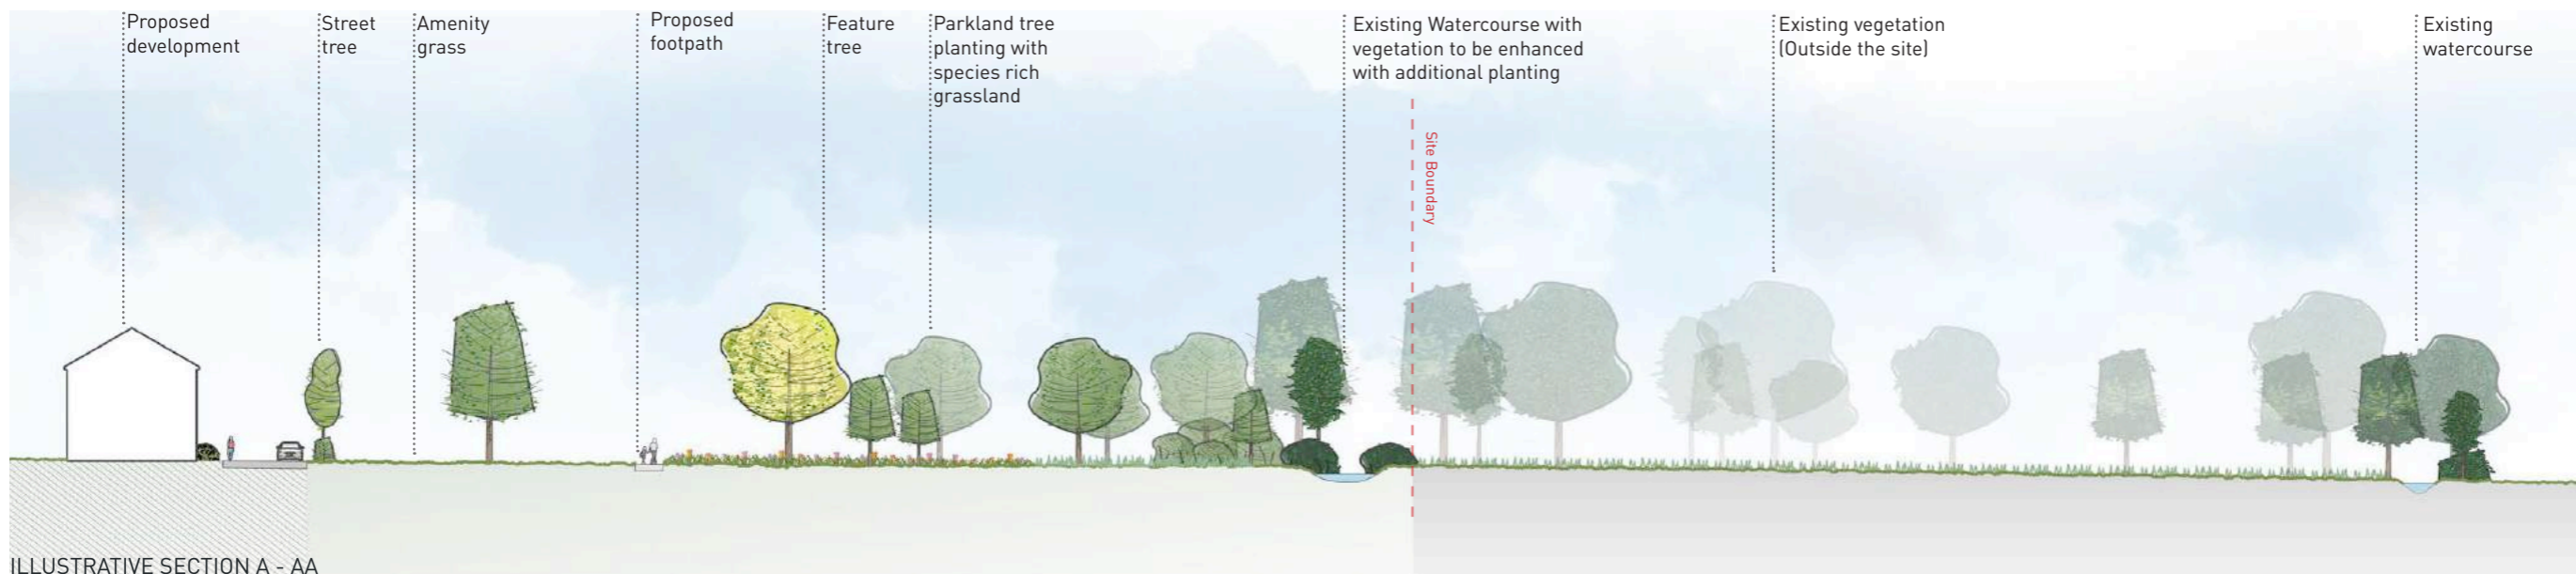 Proposed
development
Street
tree
Amenity
grass
Proposed
footpath
Feature
tree
Parkland tree
planting with
species rich
grassland
Existing Watercourse with
vegetation to be enhanced
with additional planting
Site Boundary
Existing vegetation
(Outside the site)
Existing
watercourse
ILLUSTRATIVE SECTION A - AA